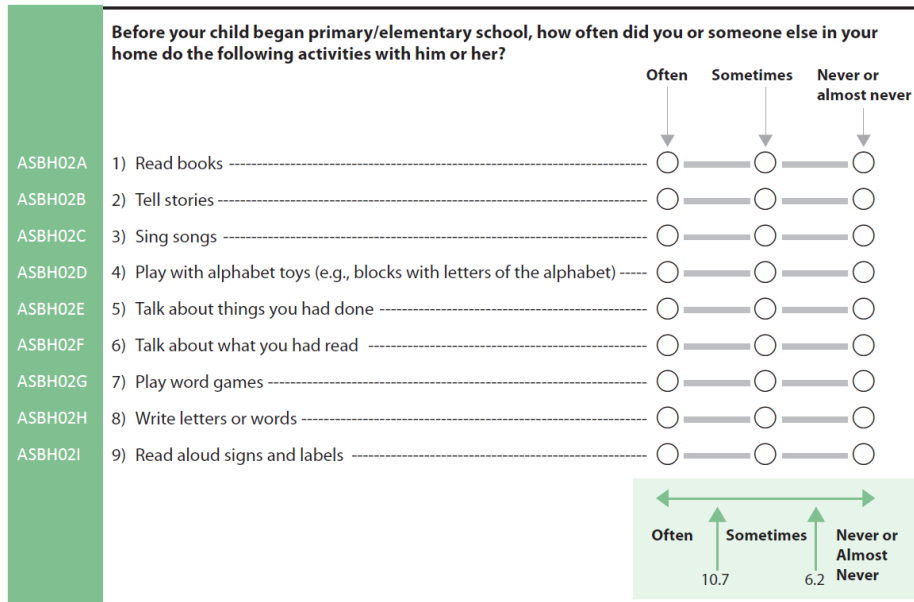 Before your child began primary/elementary school, how often did you or someone else in your
home do the following activities with him or her?
Often Sometimes Never or
almost never
ASBH02A 1) Read books
ASBH02B 2) Tell stories
ASBH02C 3) Sing songs
ASBH02D 4) Play with alphabet toys (e.g., blocks with letters of the alphabet)
ASBH02E 5) Talk about things you had done
ASBH02F 6) Talk about what you had read
ASBH02G 7) Play word games
ASBH02H 8) Write letters or words
ASBH02I 9) Read aloud signs and labels
Often Sometimes Never or
Almost
10.7 6.2 Never